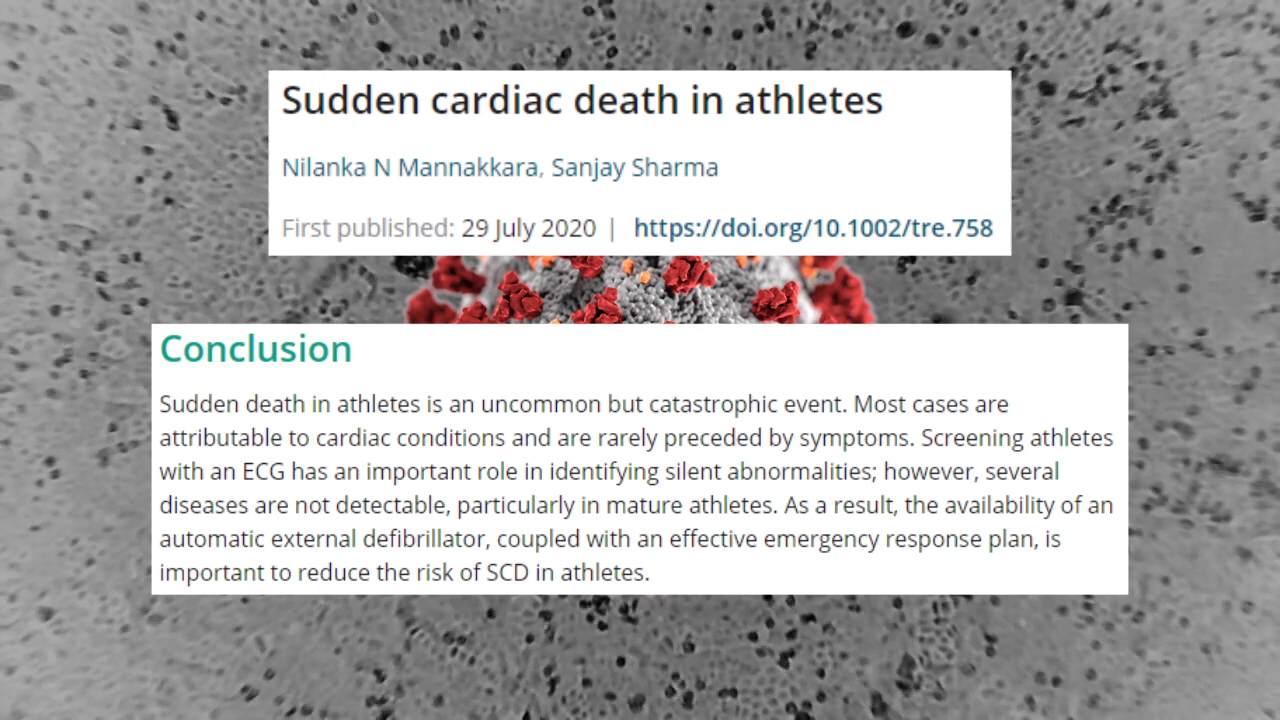 Sudden cardiac death in athletes
Nilanka N Mannakkara, Sanjay Sharma
First published: 29 July 2020 | https://doi.org/10.1002/tre.758
Conclusion
Sudden death in athletes is an uncommon but catastrophic event. Most cases are
attributable to cardiac conditions and are rarely preceded by symptoms. Screening athletes
with an ECG has an important role in identifying silent abnormalities; however, several
diseases are not detectable, particularly in mature athletes. As a result, the availability of an
automatic external defibrillator, coupled with an effective emergency response plan, is
important to reduce the risk of SCD in athletes.